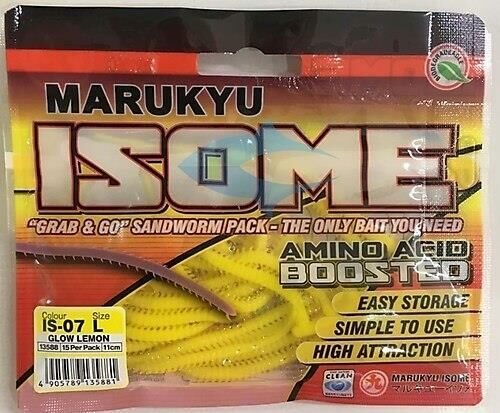 BIODEGRADEABLE
MARUKYU
ISOME
"GRAB & GO" SANDWORM PACK - THE ONLY BAIT YOU NEED
AMINO ACID
BOOSTED
EASY STORAGE
SIMPLE TO USE
HIGH ATTRACTION
Colour Size
IS-07 L
GLOW LEMON
13588 15 Per Pack 11cm
4 905789 135881
CLEAN
MARUKYU ISOME
マルキユーイソメ